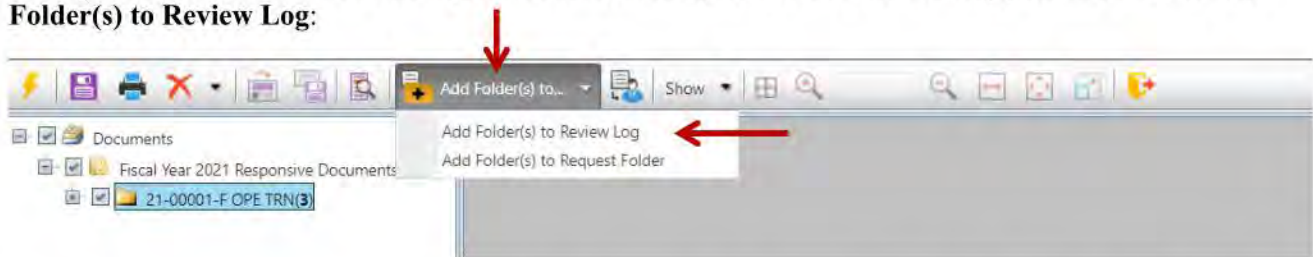 Folder(s) to Review Log:
Add Folder(s) to... Show
Documents
Add Folder(s) to Review Log
Fiscal Year 2021 Responsive Documents
Add Folder(s) to Request Folder
21-00001-F OPE TRN(3)